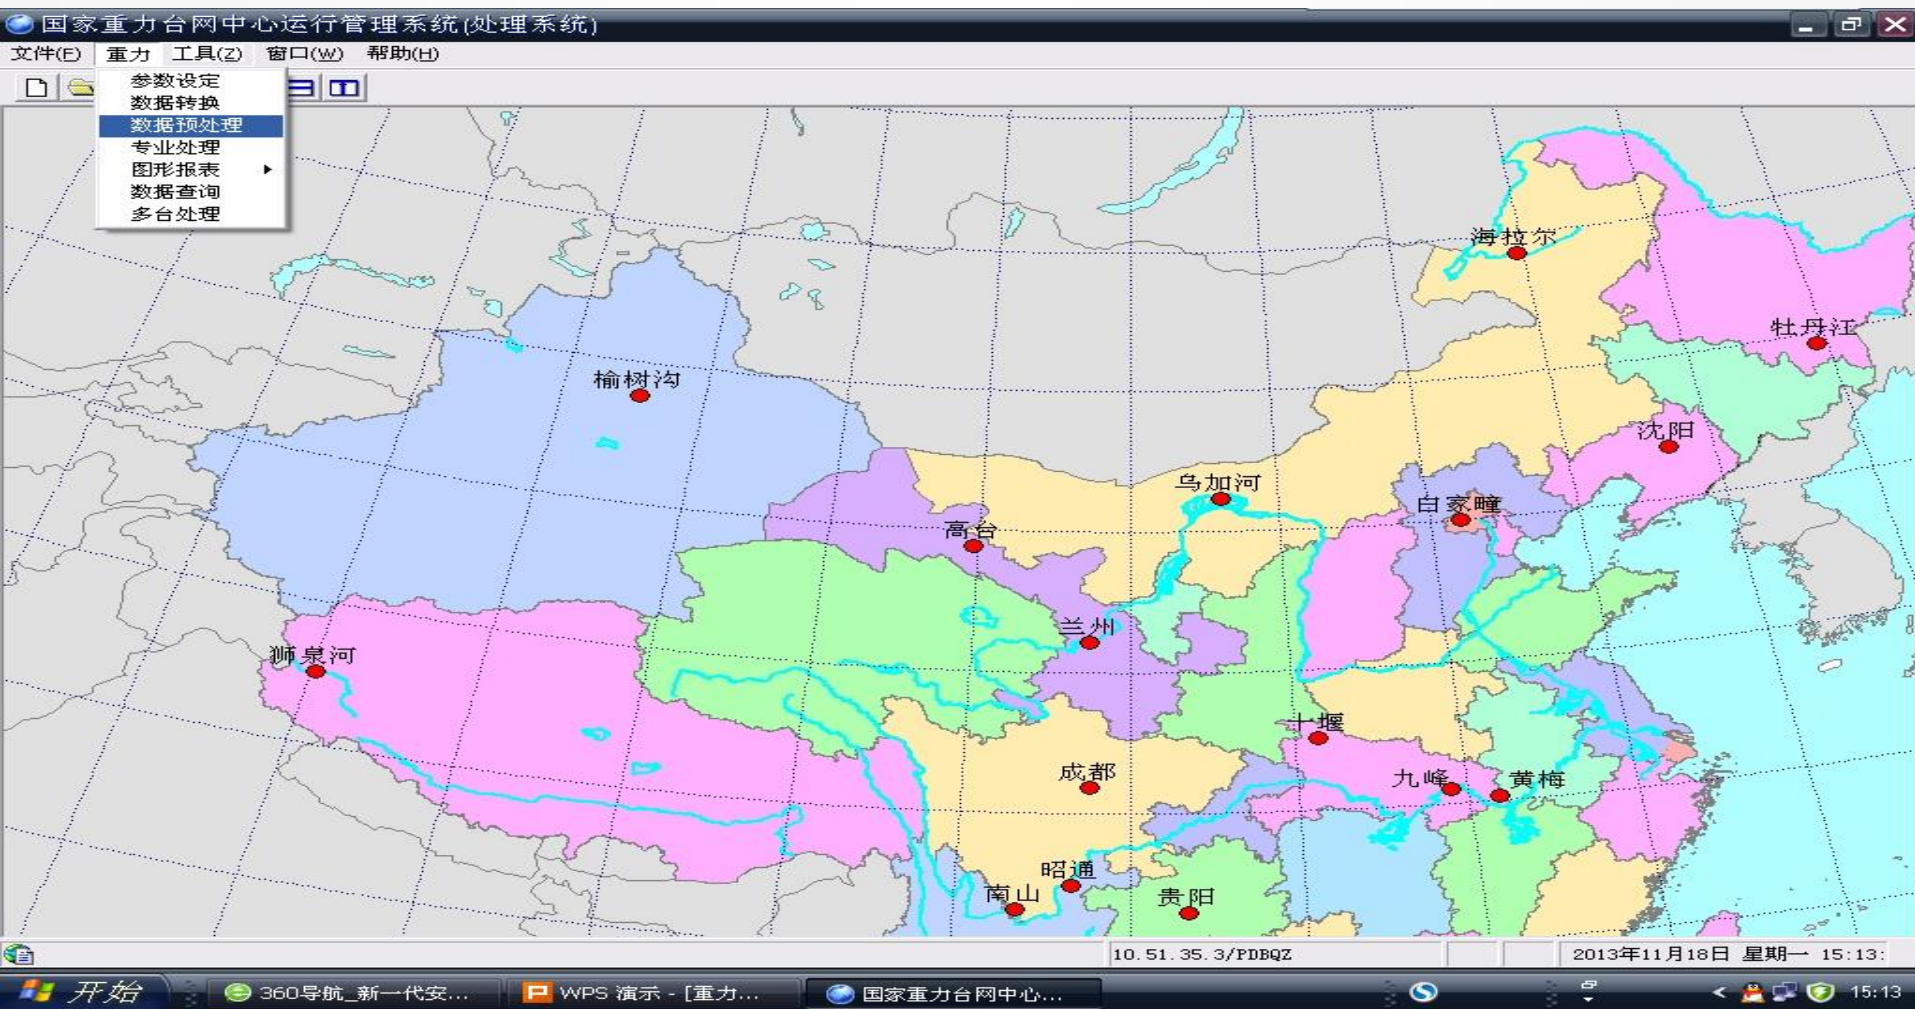 国家重力台网中心运行管理系统(处理系统)
文件(F) 重力 工具(Z) 窗口(W) 帮助(H)
参数设定
数据转换
数据预处理
专业处理
图形报表
数据查询
多台处理
海拉尔
牡丹江
榆树沟
沈阳
乌加河
白家疃
高台
兰州
狮泉河
十堰
成都
九峰
黄梅
昭通
南山
贵阳
10.51.35.3/PDBQZ
2013年11月18日 星期一 15:13:
开始
360导航_新一代安...
WPS 演示 - [重力...
国家重力台网中心...
15:13